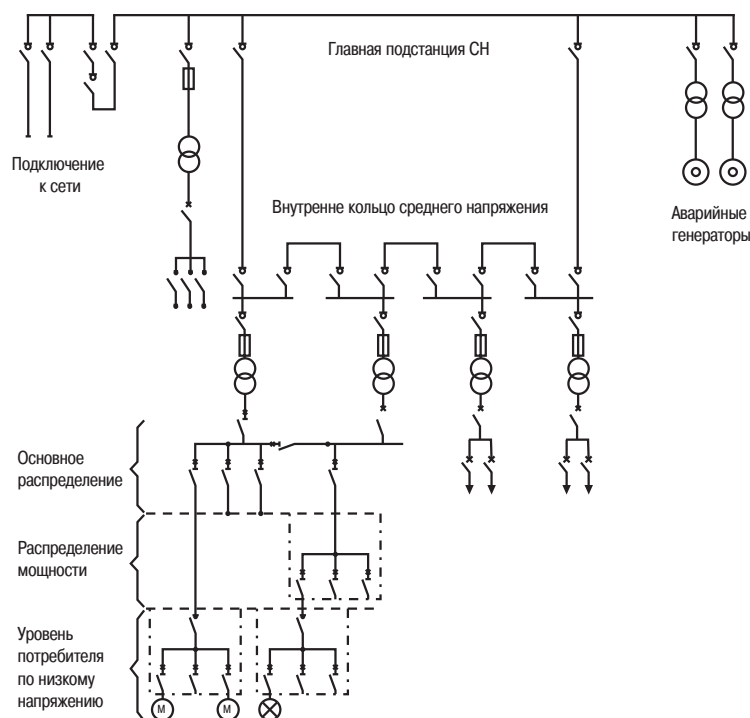 Главная подстанция СН
Подключение
к сети
Внутренне кольцо среднего напряжения
Аварийные
генераторы
Основное
распределение
Распределение
мощности
Уровень
потребителя
по низкому
напряжению
M
M